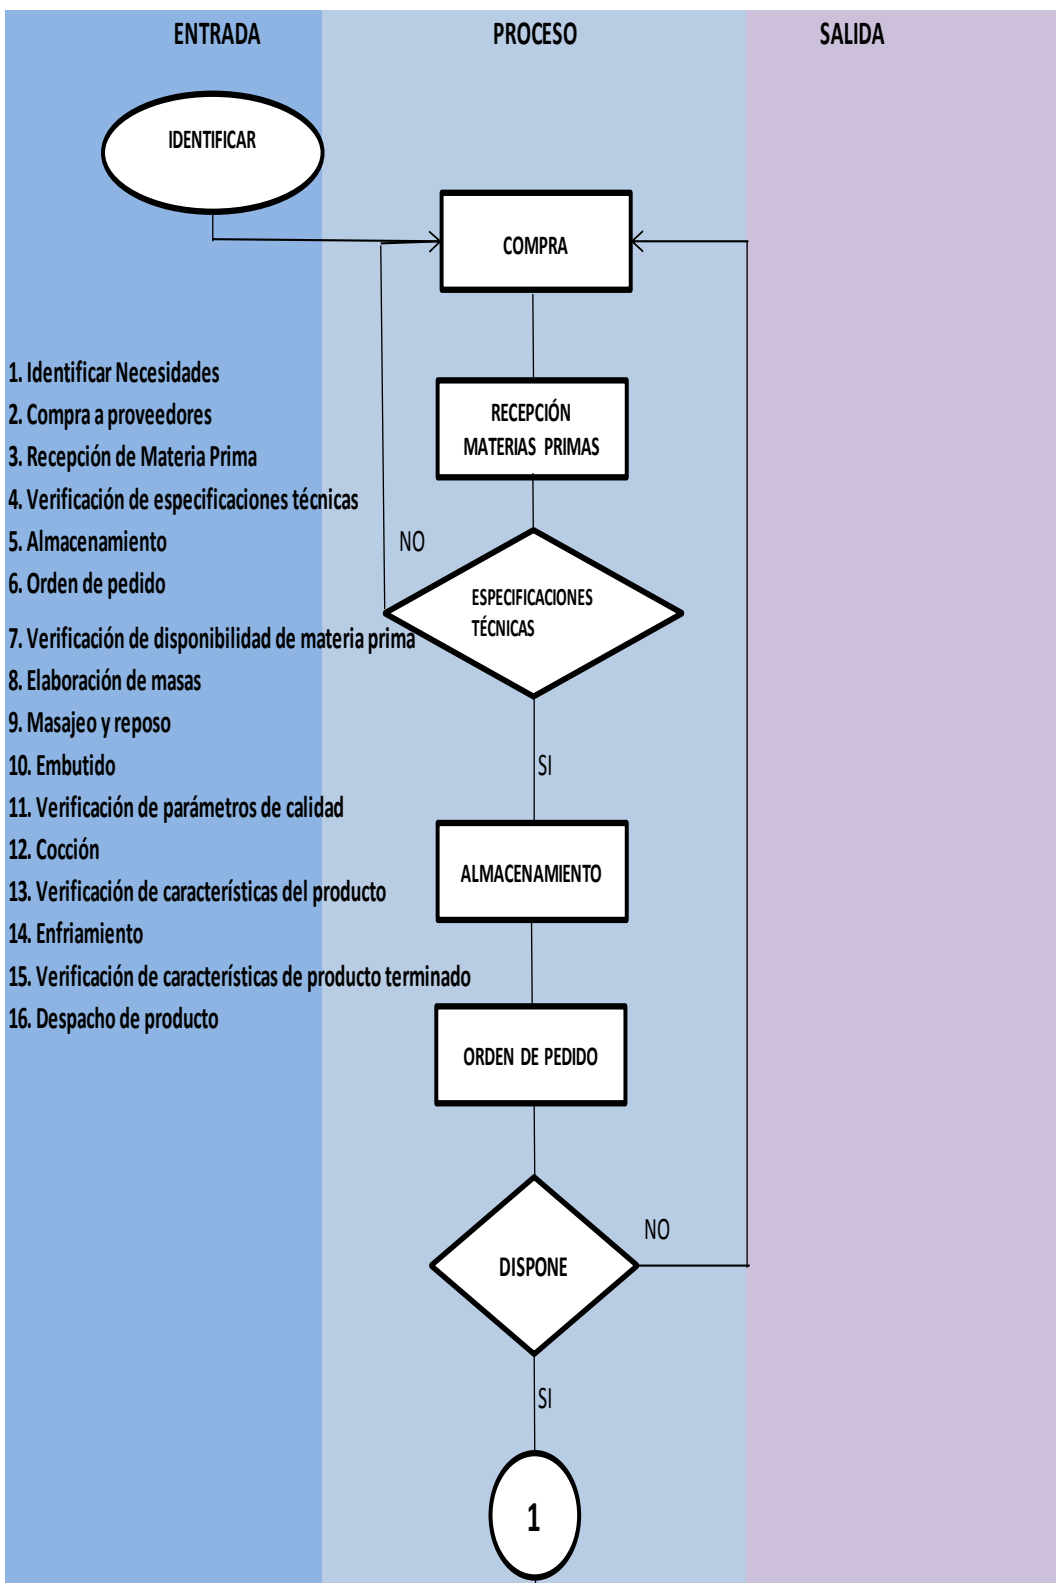 ENTRADA
PROCESO
SALIDA
IDENTIFICAR
COMPRA
1. Identificar Necesidades
2. Compra a proveedores
3. Recepción de Materia Prima
4. Verificación de especificaciones técnicas
5. Almacenamiento
6. Orden de pedido
7. Verificación de disponibilidad de materia prima
8. Elaboración de masas
9. Masajeo y reposo
10. Embutido
11. Verificación de parámetros de calidad
12. Cocción
13. Verificación de característícas del producto
14. Enfriamiento
15. Verificación de característícas de producto terminado
16. Despacho de producto
RECEPCIÓN
MATERIAS PRIMAS
NO
ESPECIFICACIONES
TÉCNICAS
SI
ALMACENAMIENTO
ORDEN DE PEDIDO
NO
DISPONE
SI
1